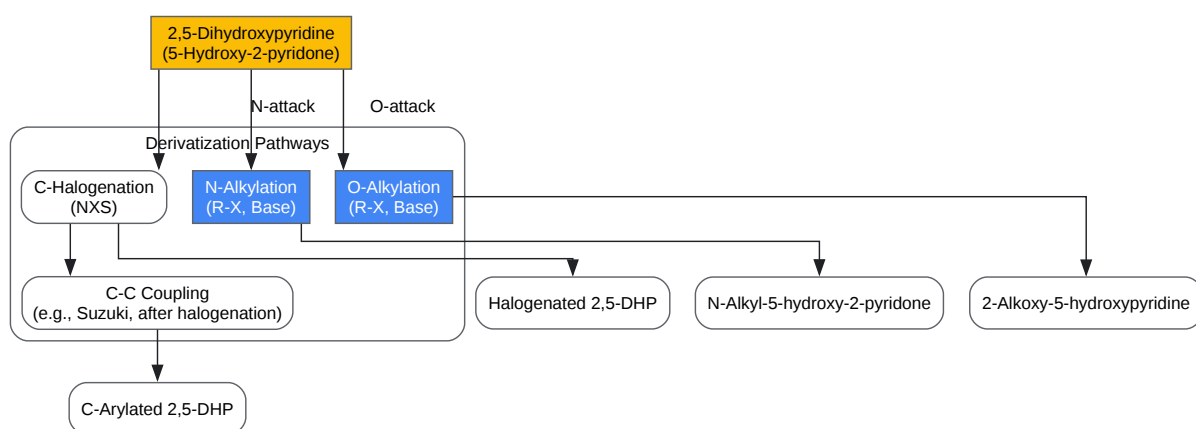 2,5-Dihydroxypyridine
(5-Hydroxy-2-pyridone)
N-attack
O-attack
Derivatization Pathways
C-Halogenation
(NXS)
N-Alkylation
(R-X, Base)
O-Alkylation
(R-X, Base)
C-C Coupling
(e.g., Suzuki, after halogenation)
Halogenated 2,5-DHP
N-Alkyl-5-hydroxy-2-pyridone
2-Alkoxy-5-hydroxypyridine
C-Arylated 2,5-DHP